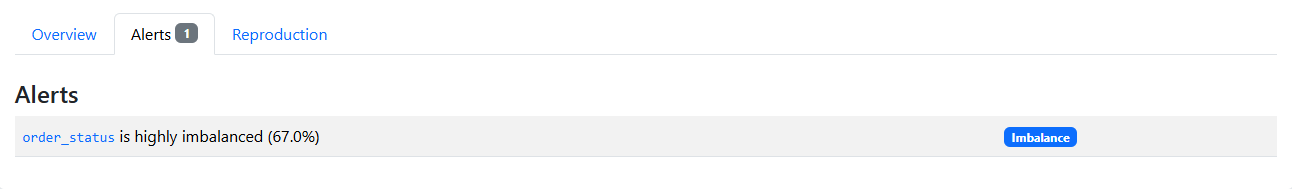 Overview Alerts 1 Reproduction
Alerts
order_status is highly imbalanced (67.0%) Imbalance